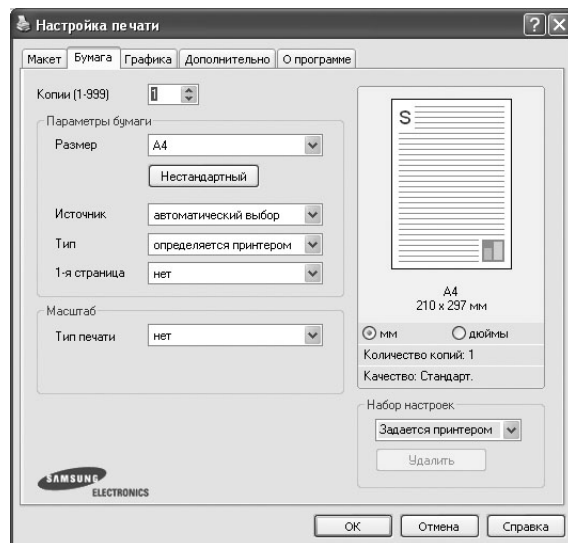 Настройка печати
Макет Бумага Графика Дополнительно О программе
Копии (1-999) 1
Параметры бумаги
Размер A4
Нестандартный
Источник автоматический выбор
Тип определяется принтером
1-я страница нет
Масштаб
Тип печати нет
S
A4
210 x 297 мм
мм дюймы
Количество копий: 1
Качество: Стандарт.
Набор настроек
Задается принтером
Удалить
SAMSUNG
ELECTRONICS
OK Отмена Справка